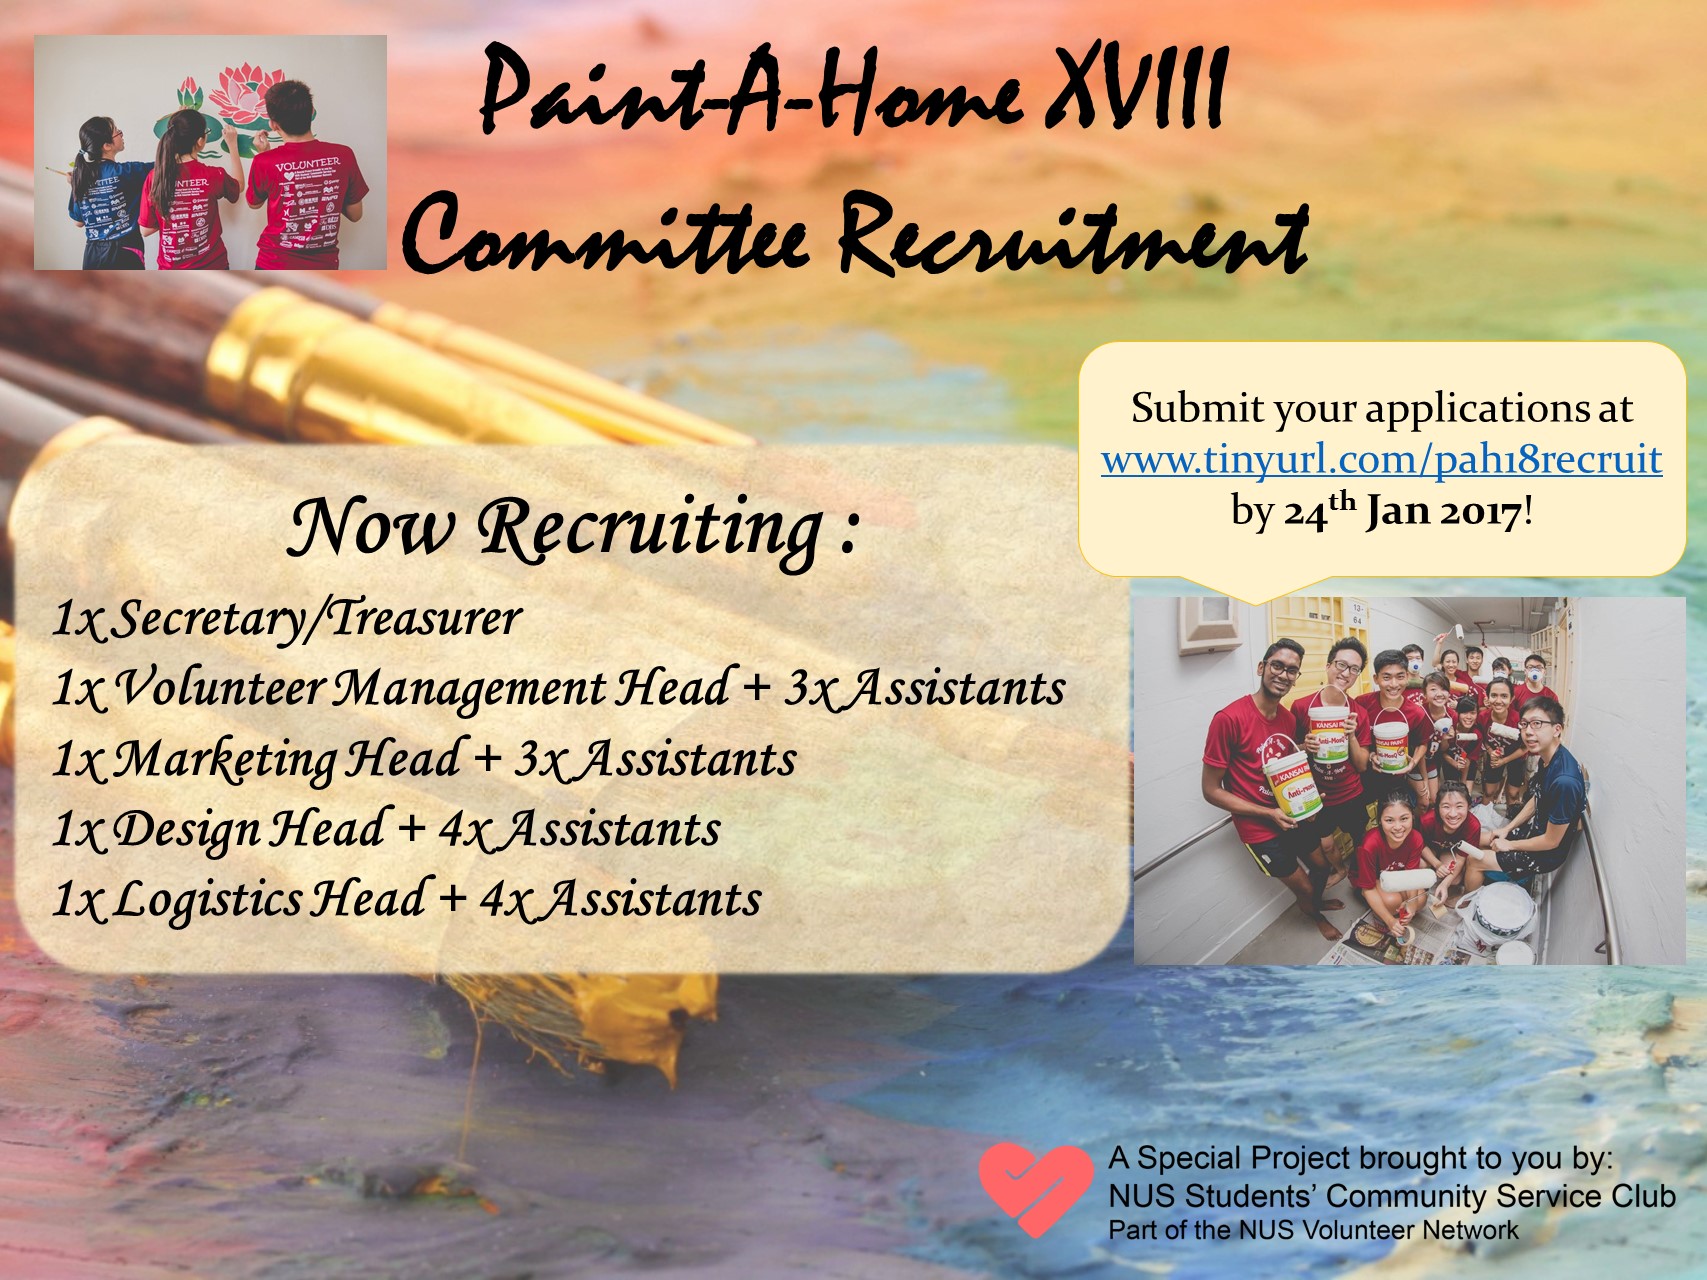 Paint-A-Home XVIII
Committee Recruitment
VOLUNTEER
Submit your applications at
www.tinyurl.com/pah18recruit
by 24th Jan 2017!
Now Recruiting :
1x Secretary/Treasurer
1x Volunteer Management Head + 3x Assistants
1x Marketing Head + 3x Assistants
1x Design Head + 4x Assistants
1x Logistics Head + 4x Assistants
KANSAI
A Special Project brought to you by:
NUS Students' Community Service Club
Part of the NUS Volunteer Network